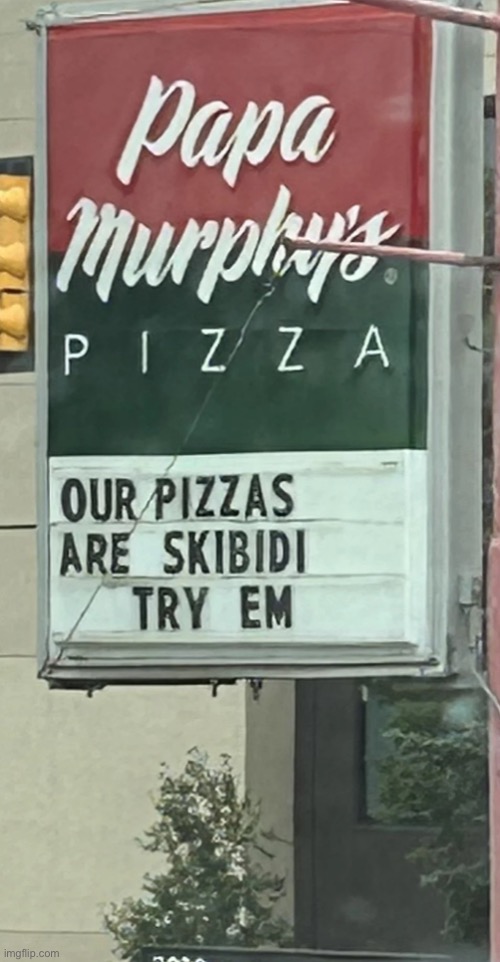 Papa
Murphy's®
PIZZA
OUR PIZZAS
ARE SKIBIDI
TRY EM
imgflip.com